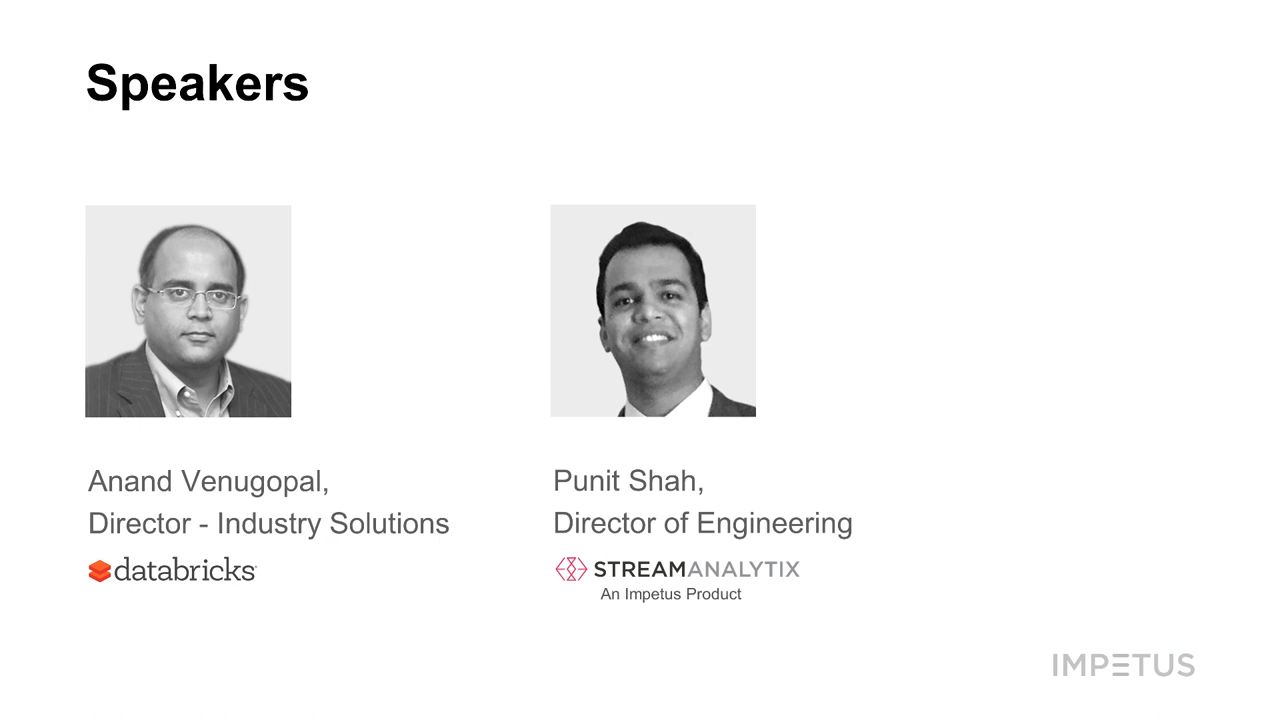 Speakers
Anand Venugopal,
Director - Industry Solutions
databricks
Punit Shah,
Director of Engineering
STREAMANALYTIX
An Impetus Product
IMPETUS